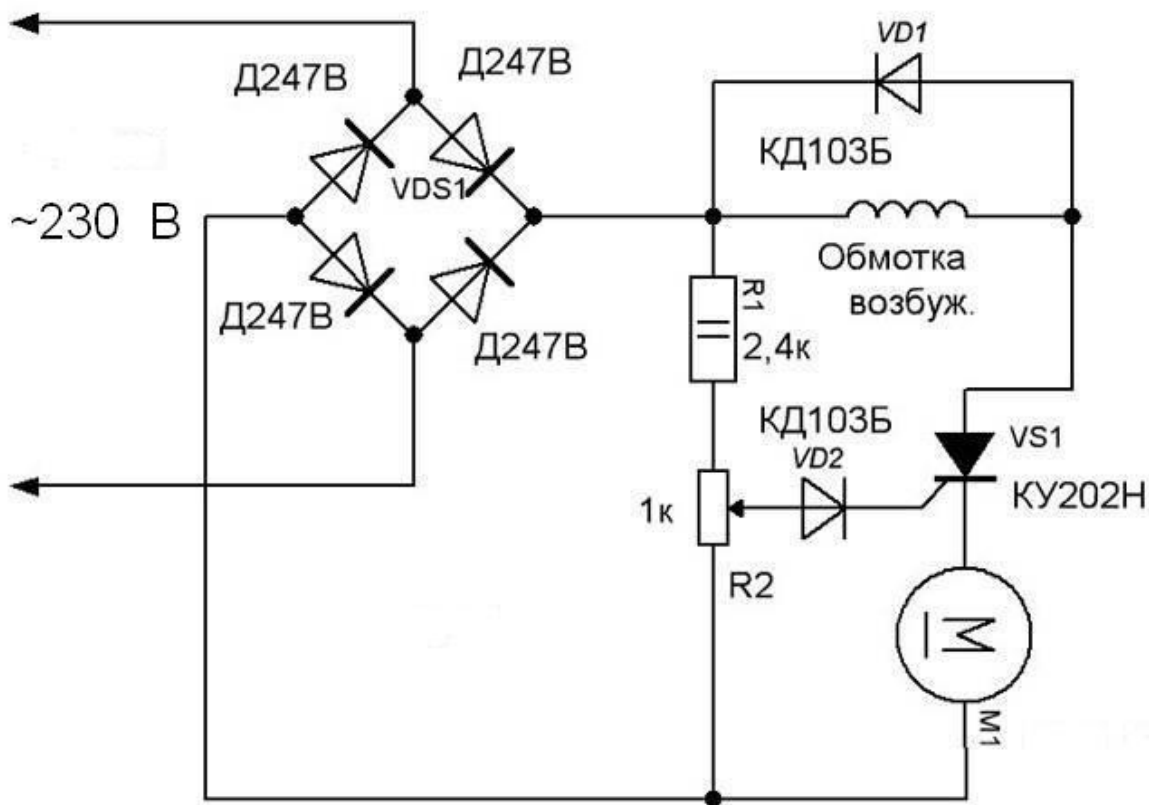 VD1
Д247В
Д247В
КД103Б
VDS1
~230 В
Обмотка
возбуж.
R1
2,4к
Д247В
Д247В
КД103Б
VD2
VS1
1к
КУ202Н
R2
M
M1